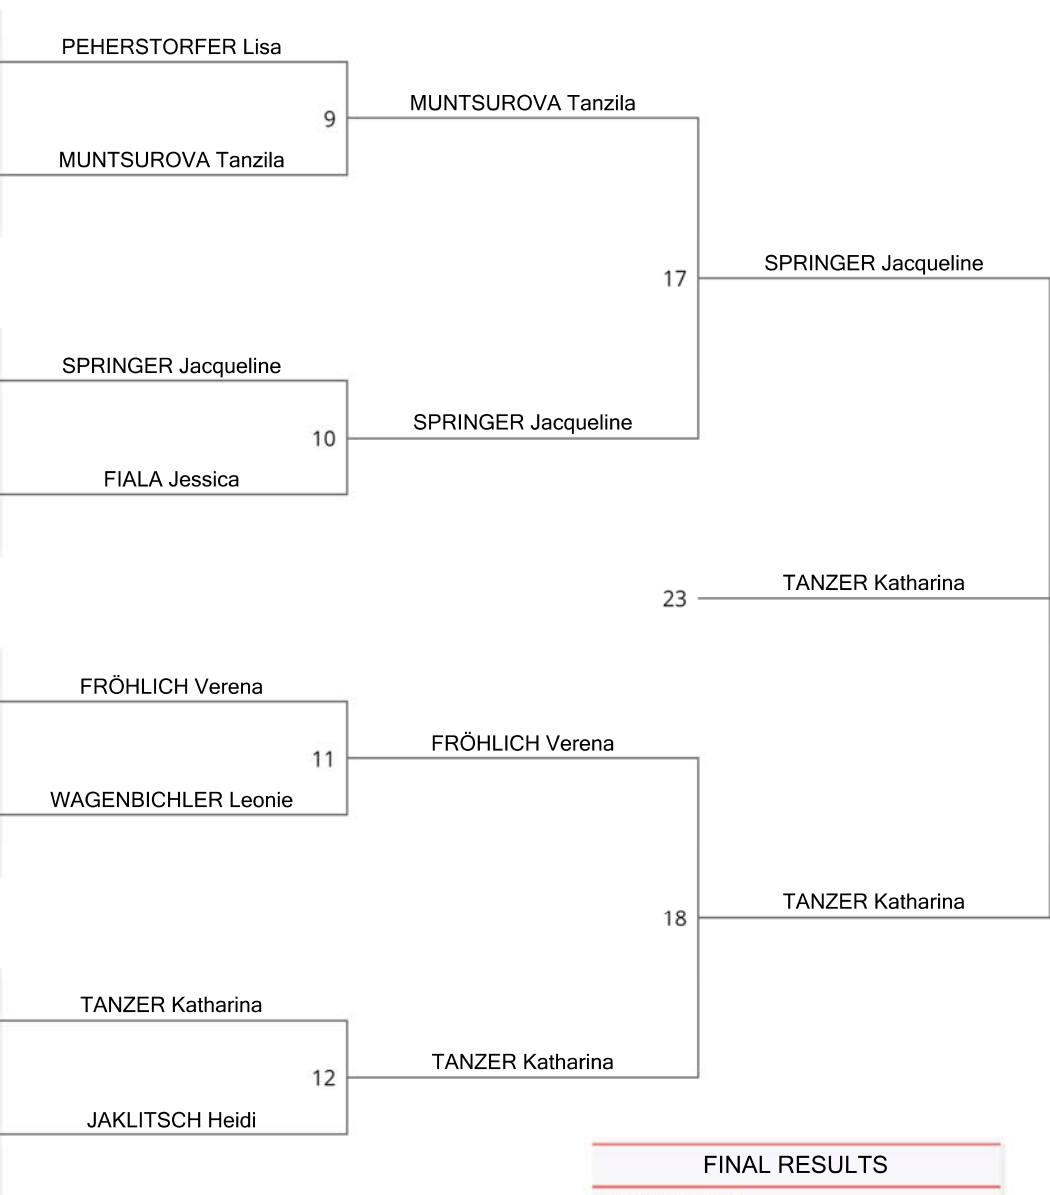 PEHERSTORFER Lisa
9
MUNTSUROVA Tanzila
MUNTSUROVA Tanzila
17
SPRINGER Jacqueline
SPRINGER Jacqueline
10
SPRINGER Jacqueline
FIALA Jessica
23
TANZER Katharina
FRÖHLICH Verena
11
FRÖHLICH Verena
WAGENBICHLER Leonie
18
TANZER Katharina
TANZER Katharina
12
TANZER Katharina
JAKLITSCH Heidi
FINAL RESULTS